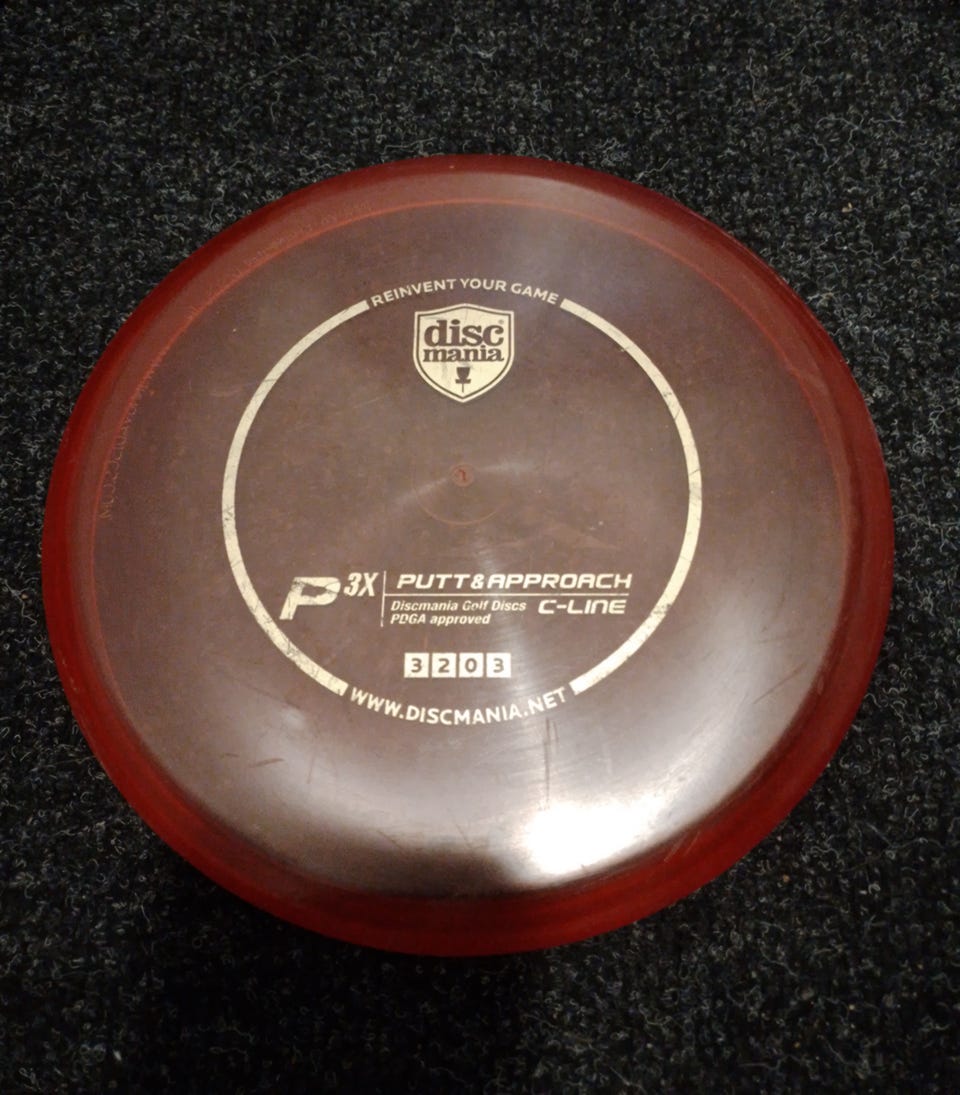 REINVENT YOUR GAME
disc
mania
P3X
PUTT&APPROACH
Discmania Golf Discs C-LINE
PDGA approved
3 2 0 3
WWW.DISCMANIA.NET